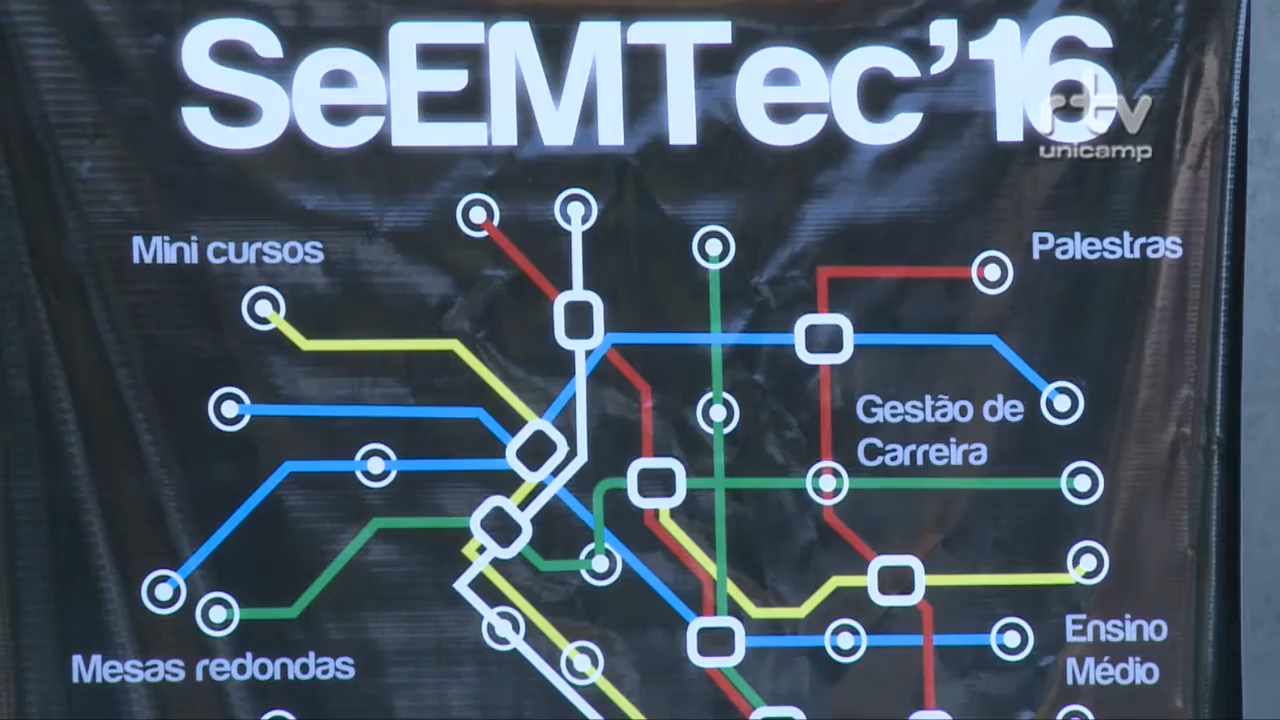 SeEMTec'16
rtv
unicamp
Mini cursos
Palestras
Gestão de
Carreira
Mesas redondas
Ensino
Médio